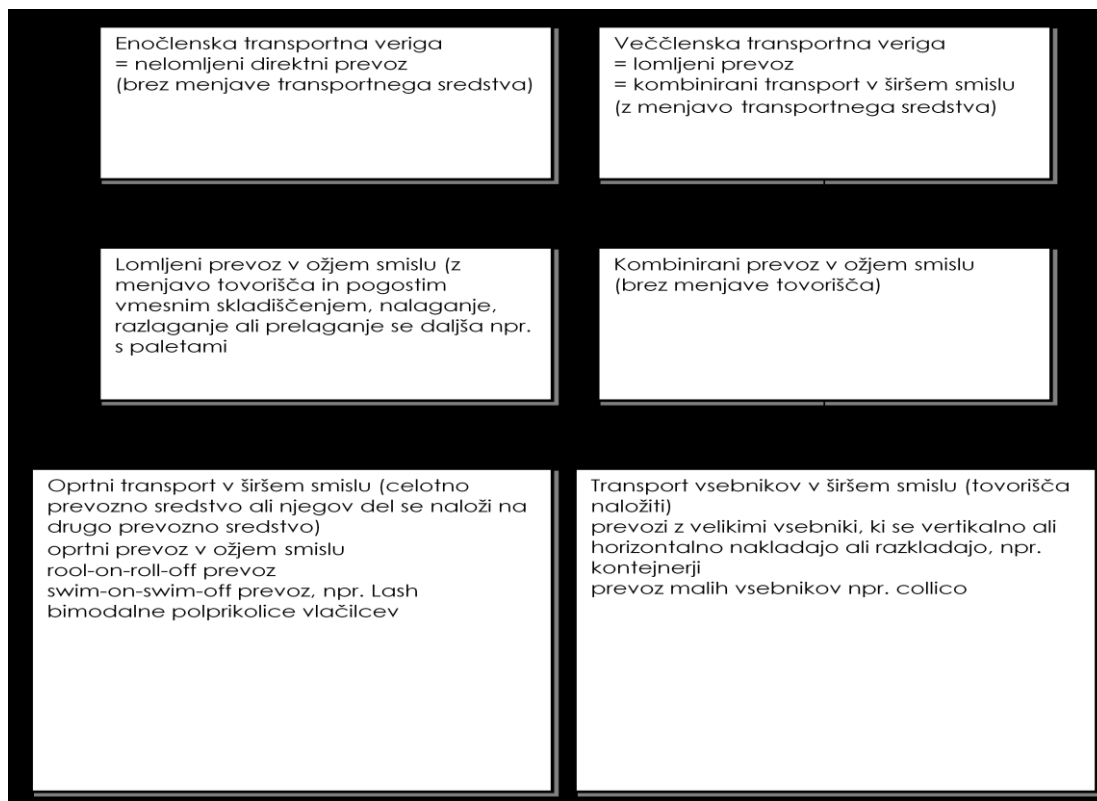 Enočlenska transportna veriga
= nelomljeni direktni prevoz
(brez menjave transportnega sredstva)
Veččlenska transportna veriga
= lomljeni prevoz
= kombinirani transport v širšem smislu
(z menjavo transportnega sredstva)
Lomljeni prevoz v ožjem smislu (z
menjavo tovorišča in pogostim
vmesnim skladiščenjem, nalaganje,
razlaganje ali prelaganje se daljša npr.
s paletami
Kombinirani prevoz v ožjem smislu
(brez menjave tovorišča)
Oprtni transport v širšem smislu (celotno
prevozno sredstvo ali njegov del se naloži na
drugo prevozno sredstvo)
oprtni prevoz v ožjem smislu
rool-on-roll-off prevoz
swim-on-swim-off prevoz, npr. Lash
bimodalne polprikolice vlačilcev
Transport vsebnikov v širšem smislu (tovorišča
naložiti)
prevozi z velikimi vsebniki, ki se vertikalno ali
horizontalno nakladajo ali razkladajo, npr.
kontejnerji
prevoz malih vsebnikov npr. collico